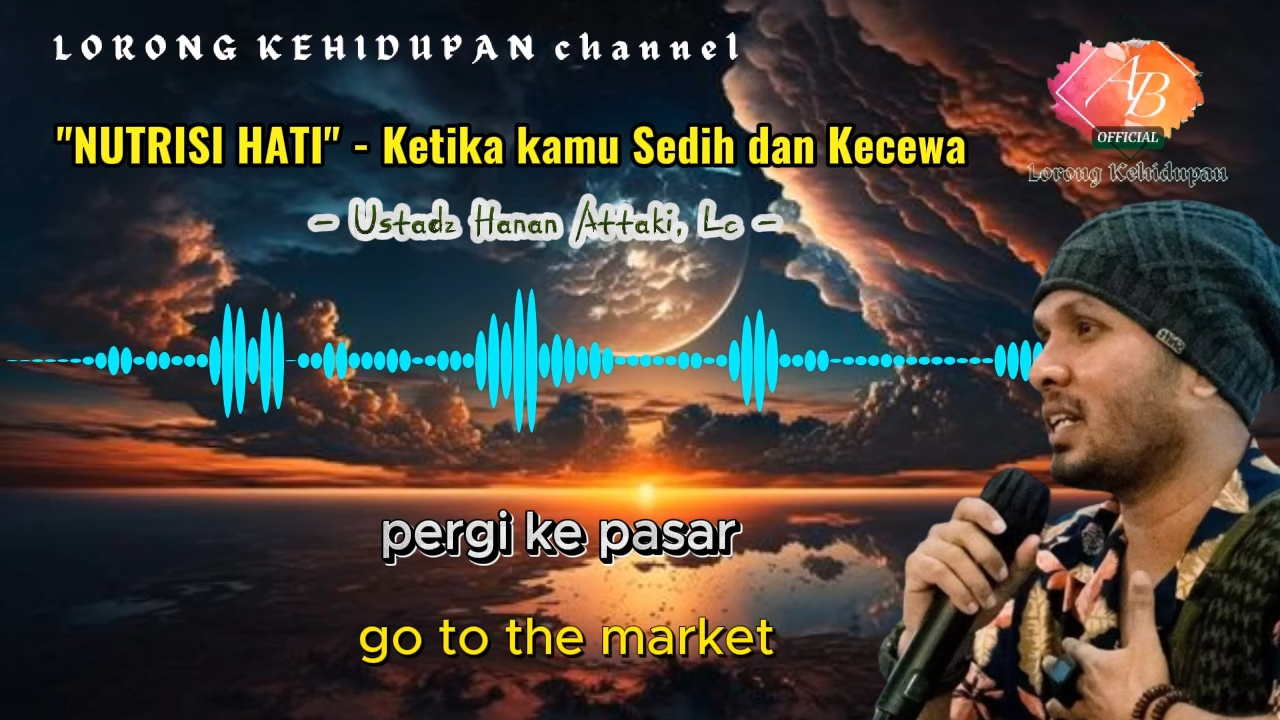 LORONG KEHIDUPAN channel
AB
OFFICIAL
Lorong Kehidupan
"NUTRISI HATI" - Ketika kamu Sedih dan Kecewa
- Ustadz Hanan Attaki, Lc -
pergi ke pasar
go to the market